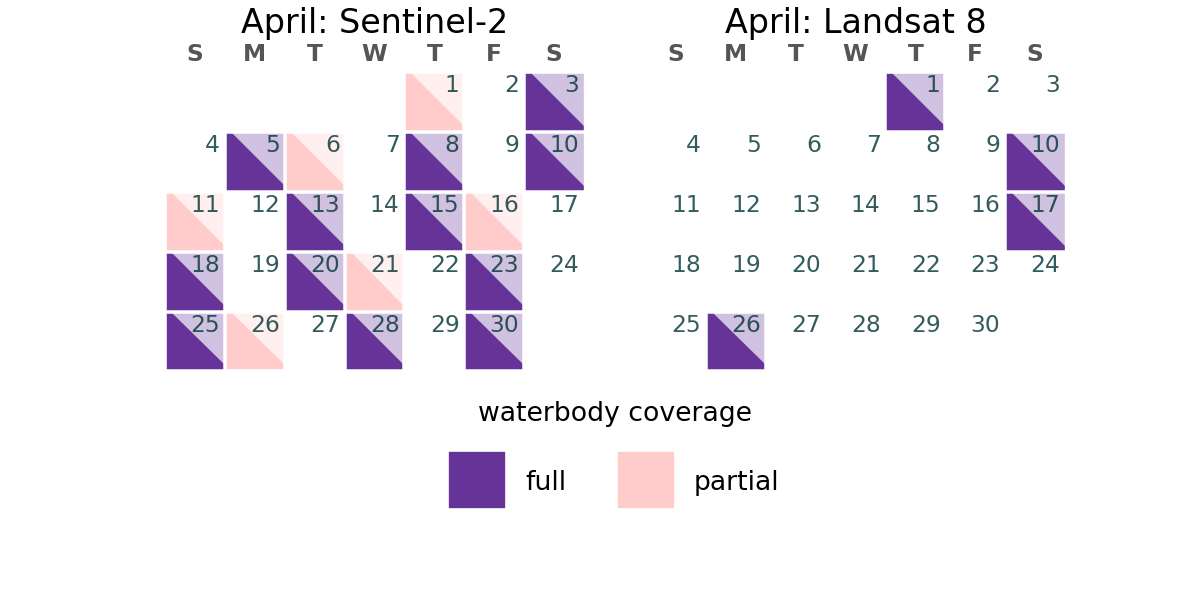 April: Sentinel-2
S M T W T F S
1 2 3
4 5 6 7 8 9 10
11 12 13 14 15 16 17
18 19 20 21 22 23 24
25 26 27 28 29 30
April: Landsat 8
S M T W T F S
1 2 3
4 5 6 7 8 9 10
11 12 13 14 15 16 17
18 19 20 21 22 23 24
25 26 27 28 29 30
waterbody coverage
full partial